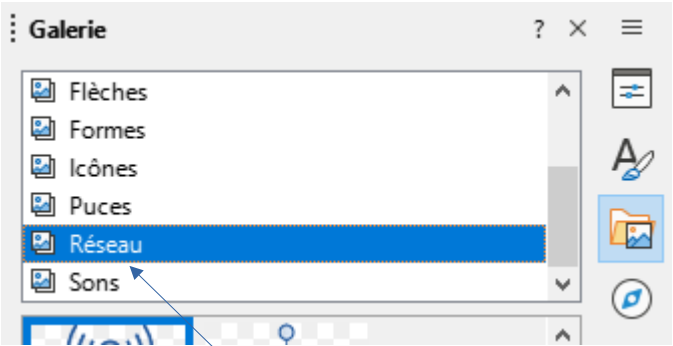 Galerie ?
Flèches
Formes
Icônes
Puces
Réseau
Sons